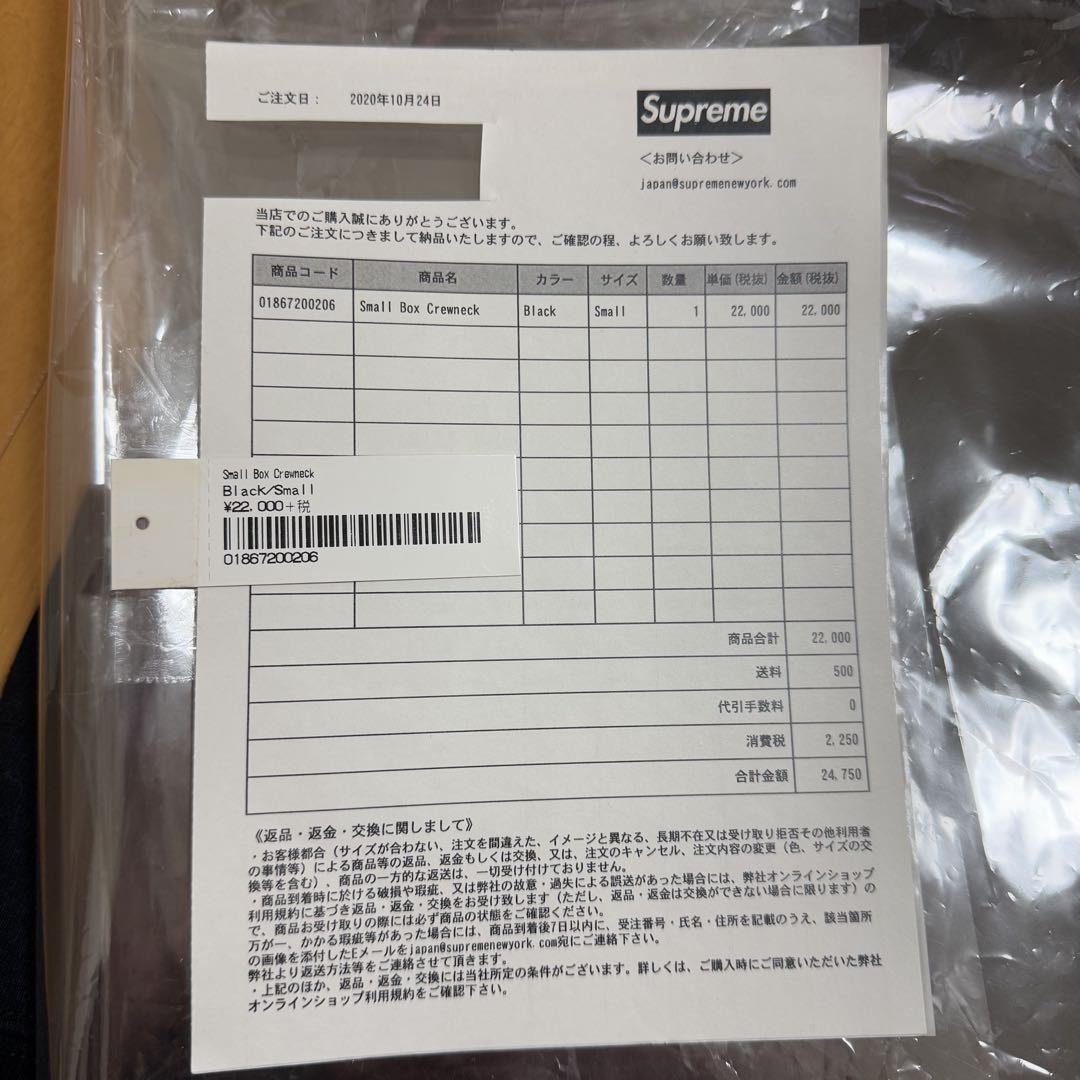 ご注文日： 2020年10月24日
Supreme
＜お問い合わせ＞
japan@supremenewyork.com
当店でのご購入誠にありがとうございます。
下記のご注文につきまして納品いたしますので、ご確認の程、よろしくお願い致します。
商品コード 商品名 カラー サイズ 数量 単価(税抜) 金額(税抜)
01867200206 Small Box Crewneck Black Small 1 22,000 22,000
Small Box Crewneck
Black/Small
¥22,000+税
01867200206
商品合計 22,000
送料 500
代引手数料 0
消費税 2,250
合計金額 24,750
《返品・返金・交換に関しまして》
・お客様都合（サイズが合わない、注文を間違えた、イメージと異なる、長期不在又は受け取り拒否その他利用者
の事情等）による商品等の返品、返金もしくは交換、又は、注文のキャンセル、注文内容の変更（色、サイズの交
換等を含む）、商品の一方的な返送は、一切受け付けておりません。
・商品到着時に於ける破損や瑕疵、又は弊社の故意・過失による誤送があった場合には、弊社オンラインショップ
利用規約に基づき返品・返金・交換をお受け致します（ただし、返品・返金は交換ができない場合に限ります）の
で、商品お受け取りの際には必ず商品の状態をご確認ください。
万が一、かかる瑕疵等があった場合には、商品到着後7日以内に、受注番号・氏名・住所を記載のうえ、該当箇所
の画像を添付したEメールをjapan@supremenewyork.com宛にご連絡下さい。
弊社より返送方法等をご連絡させて頂きます。
・上記のほか、返品・返金・交換には当社所定の条件がございます。詳しくは、ご購入時にご同意いただいた弊社
オンラインショップ利用規約をご確認下さい。